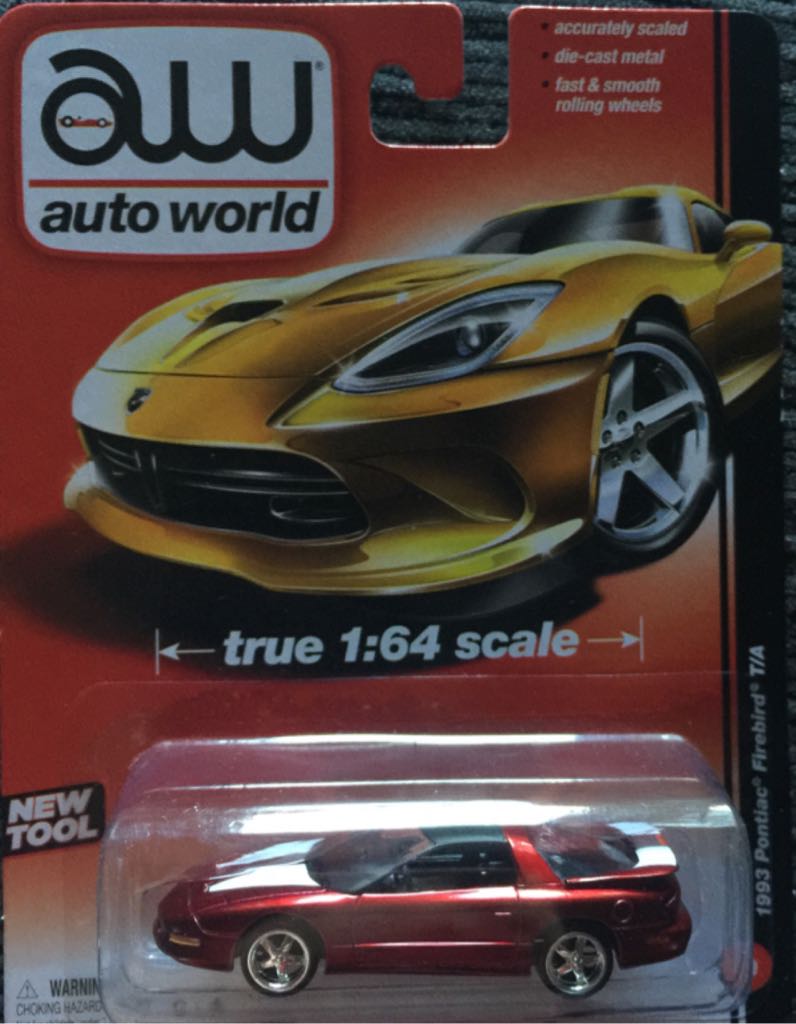 aw®
auto world
• accurately scaled
• die-cast metal
• fast & smooth
rolling wheels
true 1:64 scale
1993 Pontiac® Firebird® T/A
NEW
TOOL
⚠ WARNIN
CHOKING HAZARD